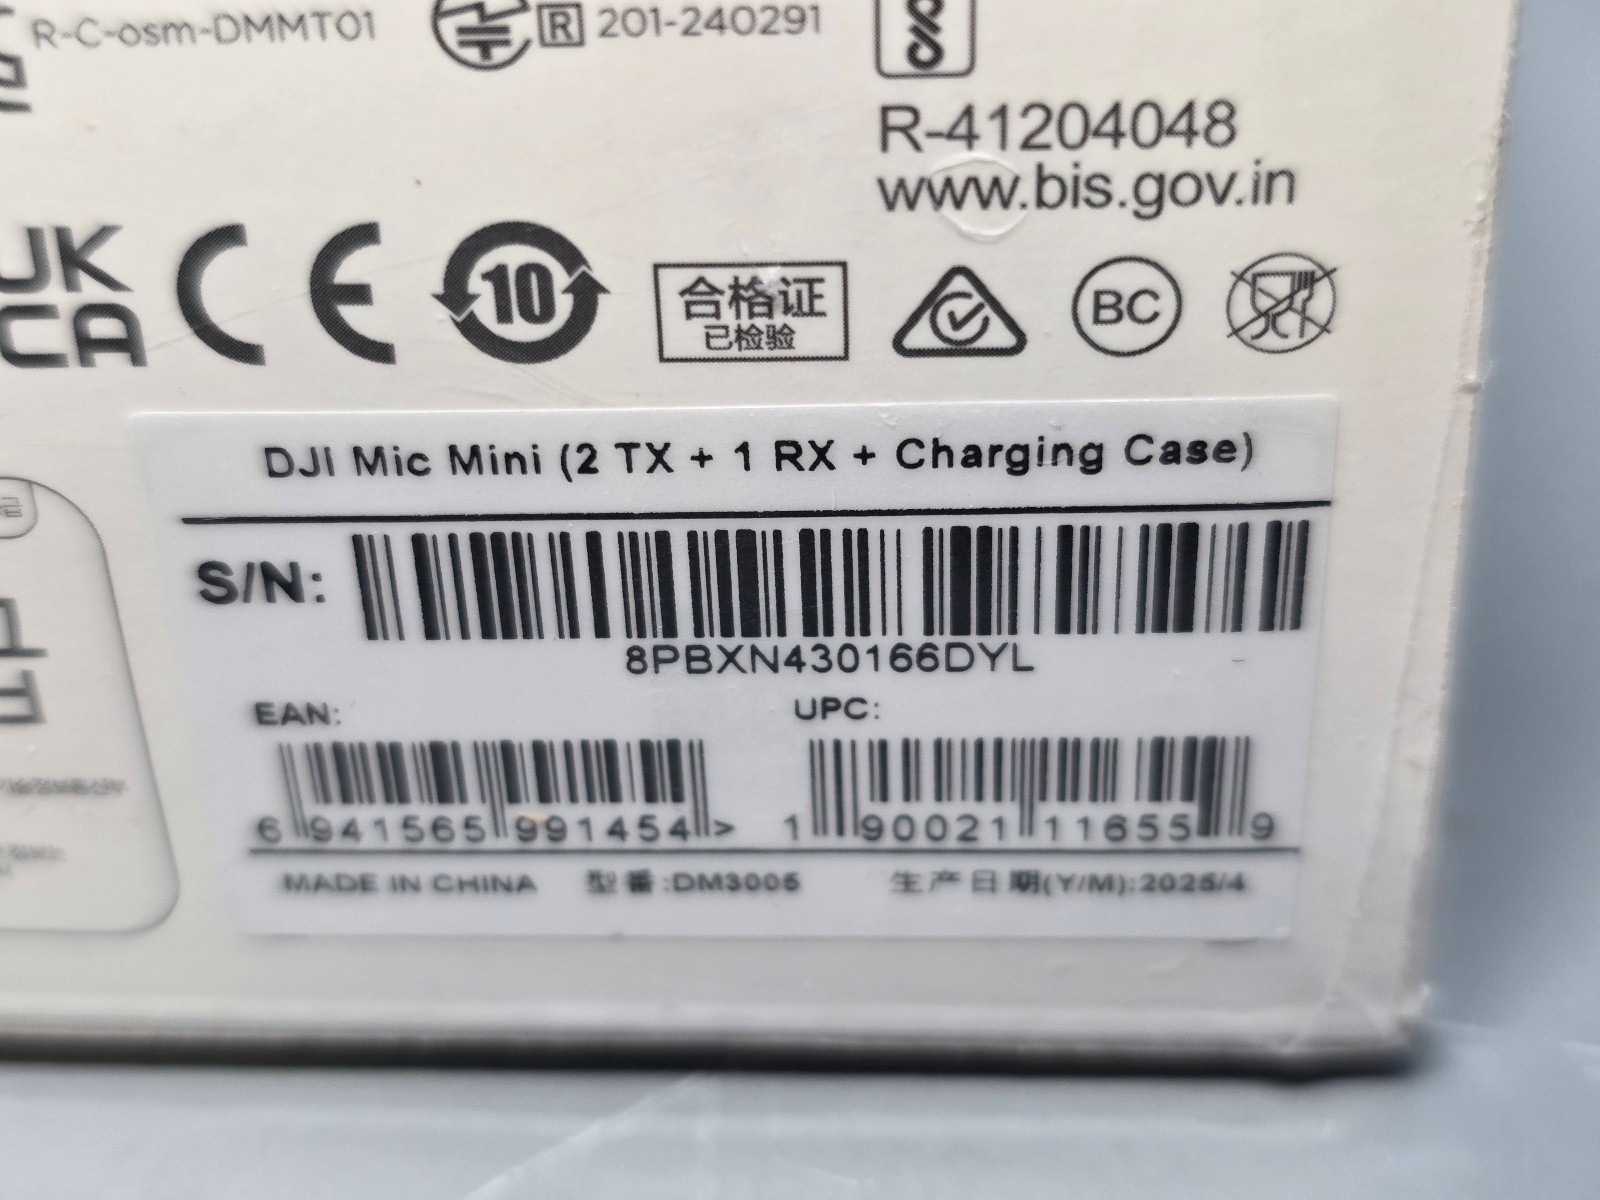 R-C-osm-DMMT01
R 201-240291
R-41204048
www.bis.gov.in
UK
CA
CE
10
合格证
已检验
BC
DJI Mic Mini (2 TX + 1 RX + Charging Case)
S/N:
8PBXN430166DYL
EAN:
UPC:
6 941565 991454 >
1 90021 11655 9
MADE IN CHINA 型番:DM3005 生产日期(Y/M):2025/4